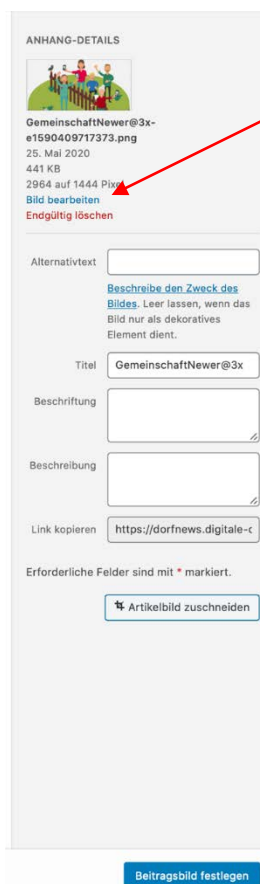 ANHANG-DETAILS
GemeinschaftNewer@3x-
e1590409717373.png
25. Mai 2020
441 KB
2964 auf 1444 Pixel
Bild bearbeiten
Endgültig löschen
Alternativtext
Beschreibe den Zweck des
Bildes. Leer lassen, wenn das
Bild nur als dekoratives
Element dient.
Titel GemeinschaftNewer@3x
Beschriftung
Beschreibung
Link kopieren https://dorfnews.digitale-c
Erforderliche Felder sind mit * markiert.
Artikelbild zuschneiden
Beitragsbild festlegen